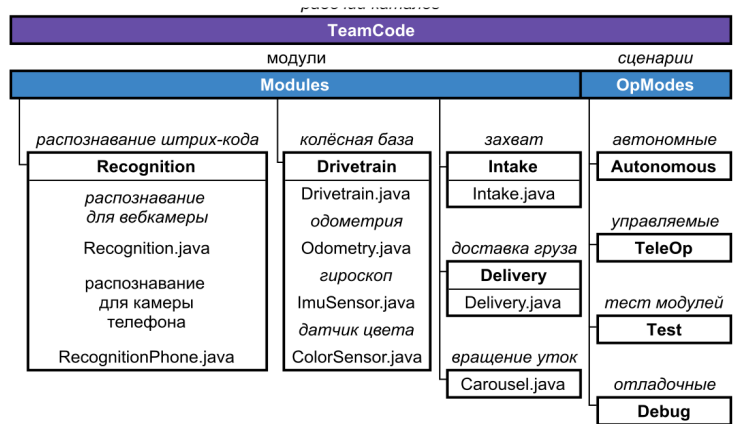 рабочий каталог
TeamCode
модули
сценарии
Modules
OpModes
распознавание штрих-кода
Recognition
распознавание
для вебкамеры
Recognition.java
распознавание
для камеры
телефона
RecognitionPhone.java
колёсная база
Drivetrain
Drivetrain.java
одометрия
Odometry.java
гироскоп
ImuSensor.java
датчик цвета
ColorSensor.java
захват
Intake
Intake.java
доставка груза
Delivery
Delivery.java
вращение уток
Carousel.java
автономные
Autonomous
управляемые
TeleOp
тест модулей
Test
отладочные
Debug